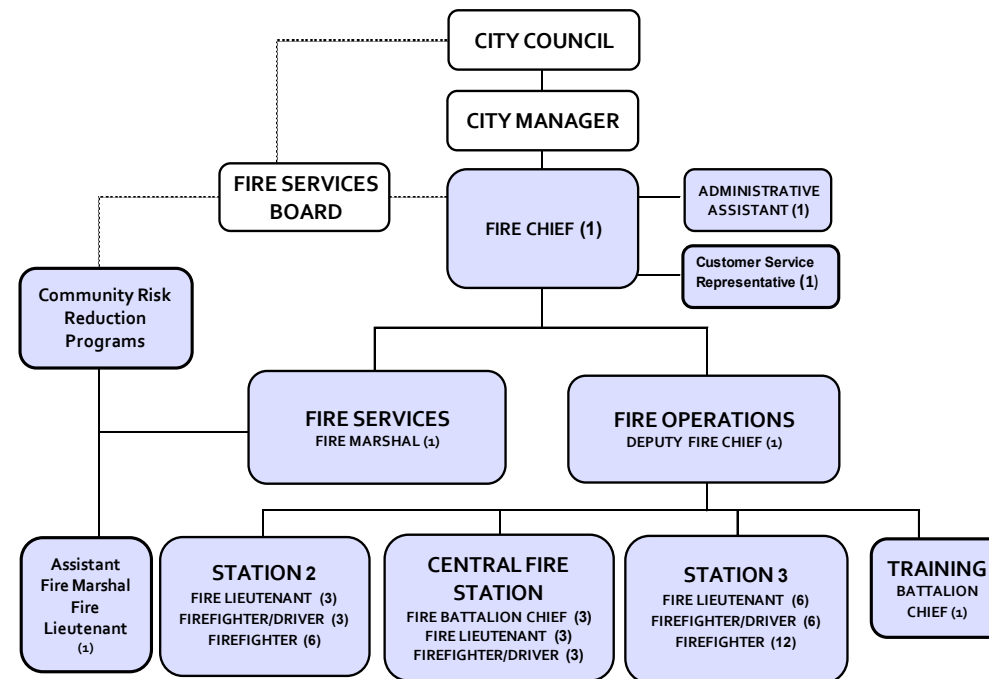 CITY COUNCIL
CITY MANAGER
FIRE SERVICES
BOARD
FIRE CHIEF (1)
ADMINISTRATIVE
ASSISTANT (1)
Customer Service
Representative (1)
Community Risk
Reduction
Programs
FIRE SERVICES
FIRE MARSHAL (1)
FIRE OPERATIONS
DEPUTY FIRE CHIEF (1)
Assistant
Fire Marshal
Fire
Lieutenant
(1)
STATION 2
FIRE LIEUTENANT (3)
FIREFIGHTER/DRIVER (3)
FIREFIGHTER (6)
CENTRAL FIRE
STATION
FIRE BATTALION CHIEF (3)
FIRE LIEUTENANT (3)
FIREFIGHTER/DRIVER (3)
STATION 3
FIRE LIEUTENANT (6)
FIREFIGHTER/DRIVER (6)
FIREFIGHTER (12)
TRAINING
BATTALION
CHIEF (1)